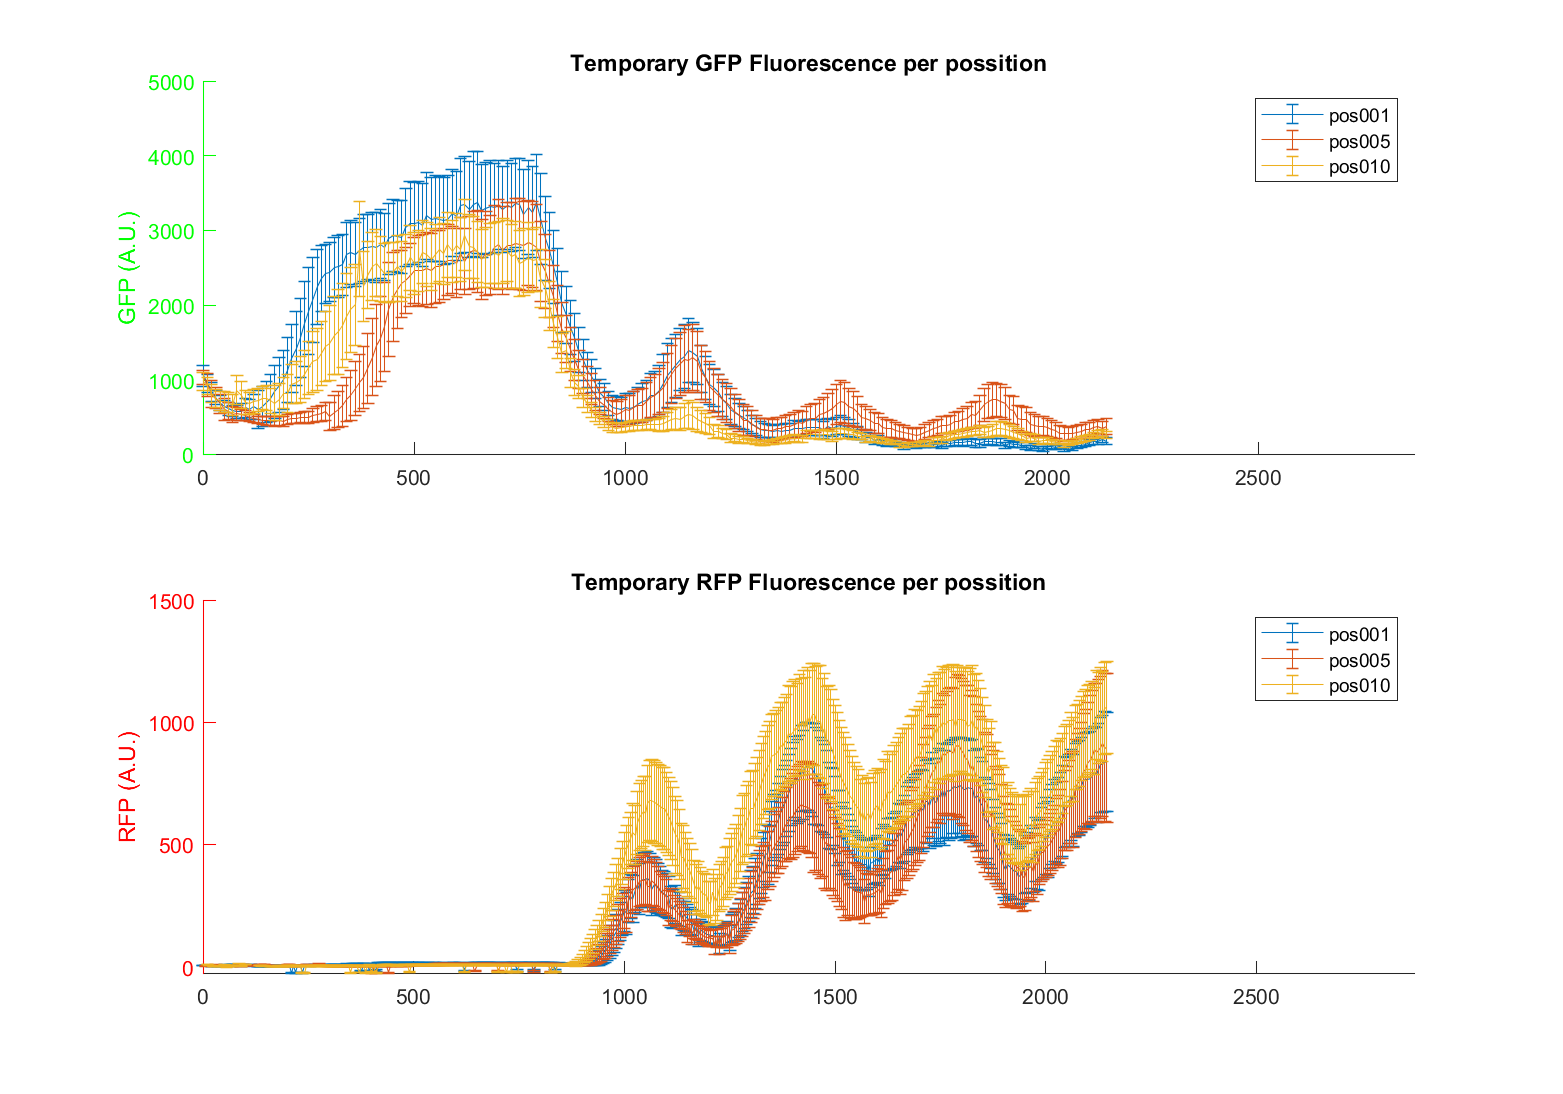 Temporary GFP Fluorescence per possition
5000
4000
3000
2000
1000
0
GFP (A.U.)
0 500 1000 1500 2000 2500
pos001
pos005
pos010
Temporary RFP Fluorescence per possition
1500
1000
500
0
RFP (A.U.)
0 500 1000 1500 2000 2500
pos001
pos005
pos010